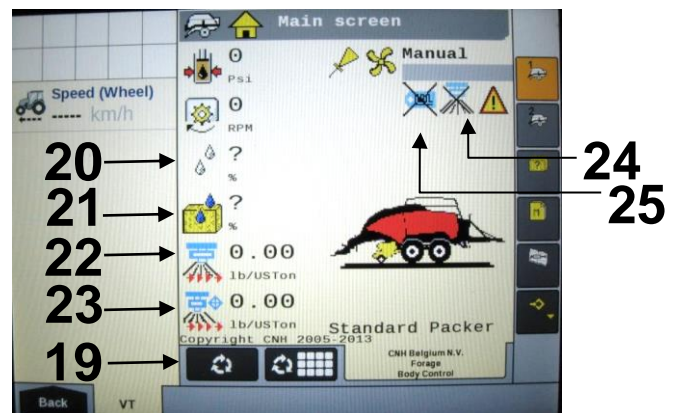 Main screen
0
Psi
Manual
1
Speed (Wheel)
----- km/h
0
RPM
2
20
?
%
24
25
21
?
%
22
0.00
lb/USTon
23
0.00
lb/USTon
Standard Packer
Copyright CNH 2005-2013
19
CNH Belgium N.V.
Forage
Body Control
Back
VT